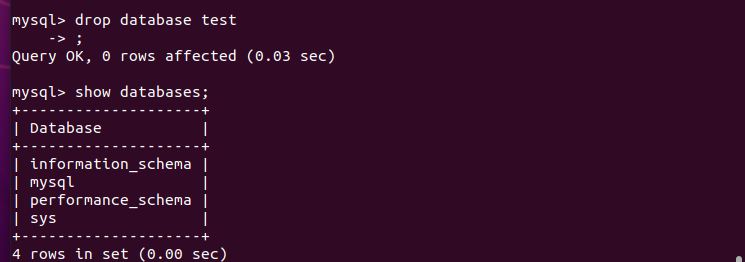 mysql> drop database test
    -> ;
Query OK, 0 rows affected (0.03 sec)

mysql> show databases;
+--------------------+
| Database           |
+--------------------+
| information_schema |
| mysql              |
| performance_schema |
| sys                |
+--------------------+
4 rows in set (0.00 sec)